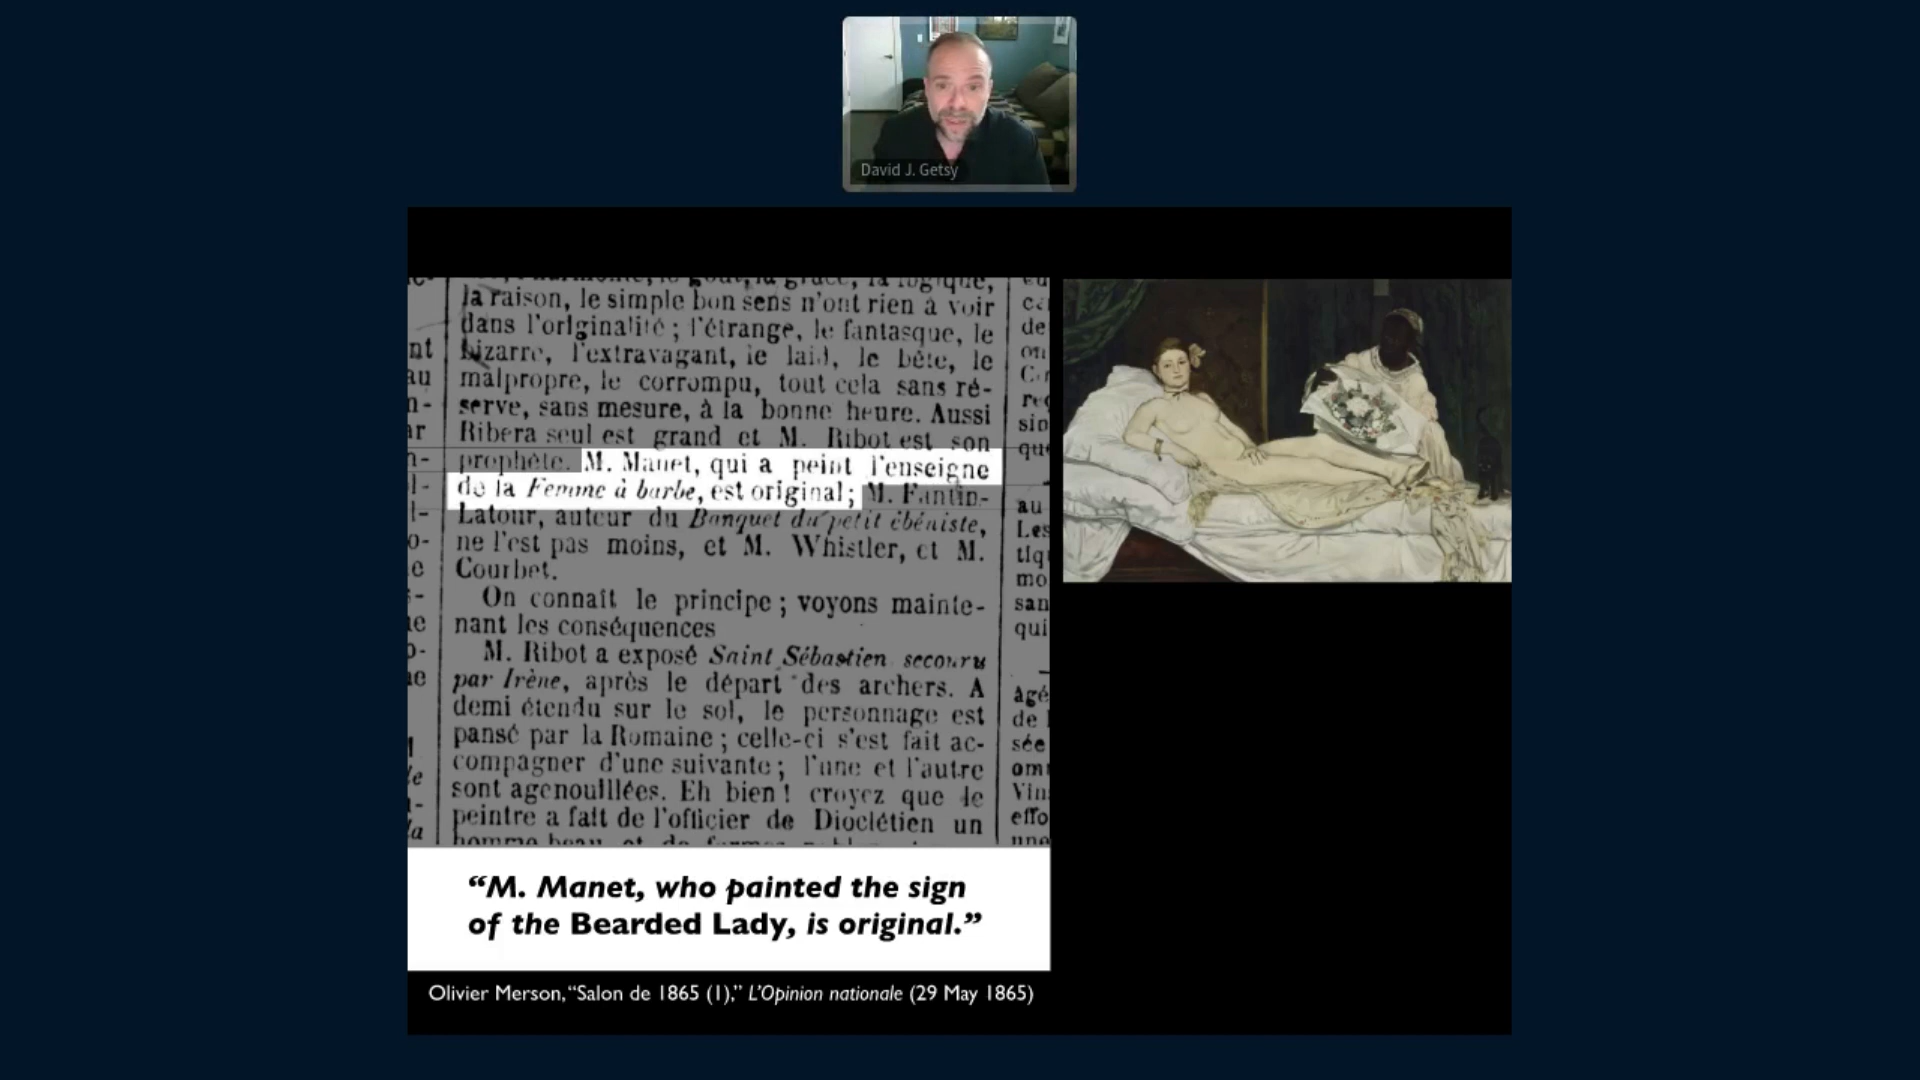 David J. Getsy
la raison, le simple bon sens n'ont rien à voir
dans l'originalité ; l'étrange, le fantasque, le
bizarre, l'extravagant, le laid, le bête, le
malpropre, le corrompu, tout cela sans ré-
serve, sans mesure, à la bonne heure. Aussi
Ribera seul est grand et M. Ribot est son
prophète. M. Manet, qui a peint l'enseigne
de la Femme à barbe, est original ; M. Fantin-
Latour, auteur du Banquet du petit ébéniste,
ne l'est pas moins, et M. Whistler, et M.
Courbet.
On connaît le principe ; voyons mainte-
nant les conséquences
M. Ribot a exposé Saint Sébastien secouru
par Irène, après le départ des archers. A
demi étendu sur le sol, le personnage est
pansé par la Romaine ; celle-ci s'est fait ac-
compagner d'une suivante ; l'une et l'autre
sont agenouillées. Eh bien ! croyez que le
peintre a fait de l'officier de Dioclétien un
“M. Manet, who painted the sign
of the Bearded Lady, is original.”
Olivier Merson, “Salon de 1865 (1),” L'Opinion nationale (29 May 1865)